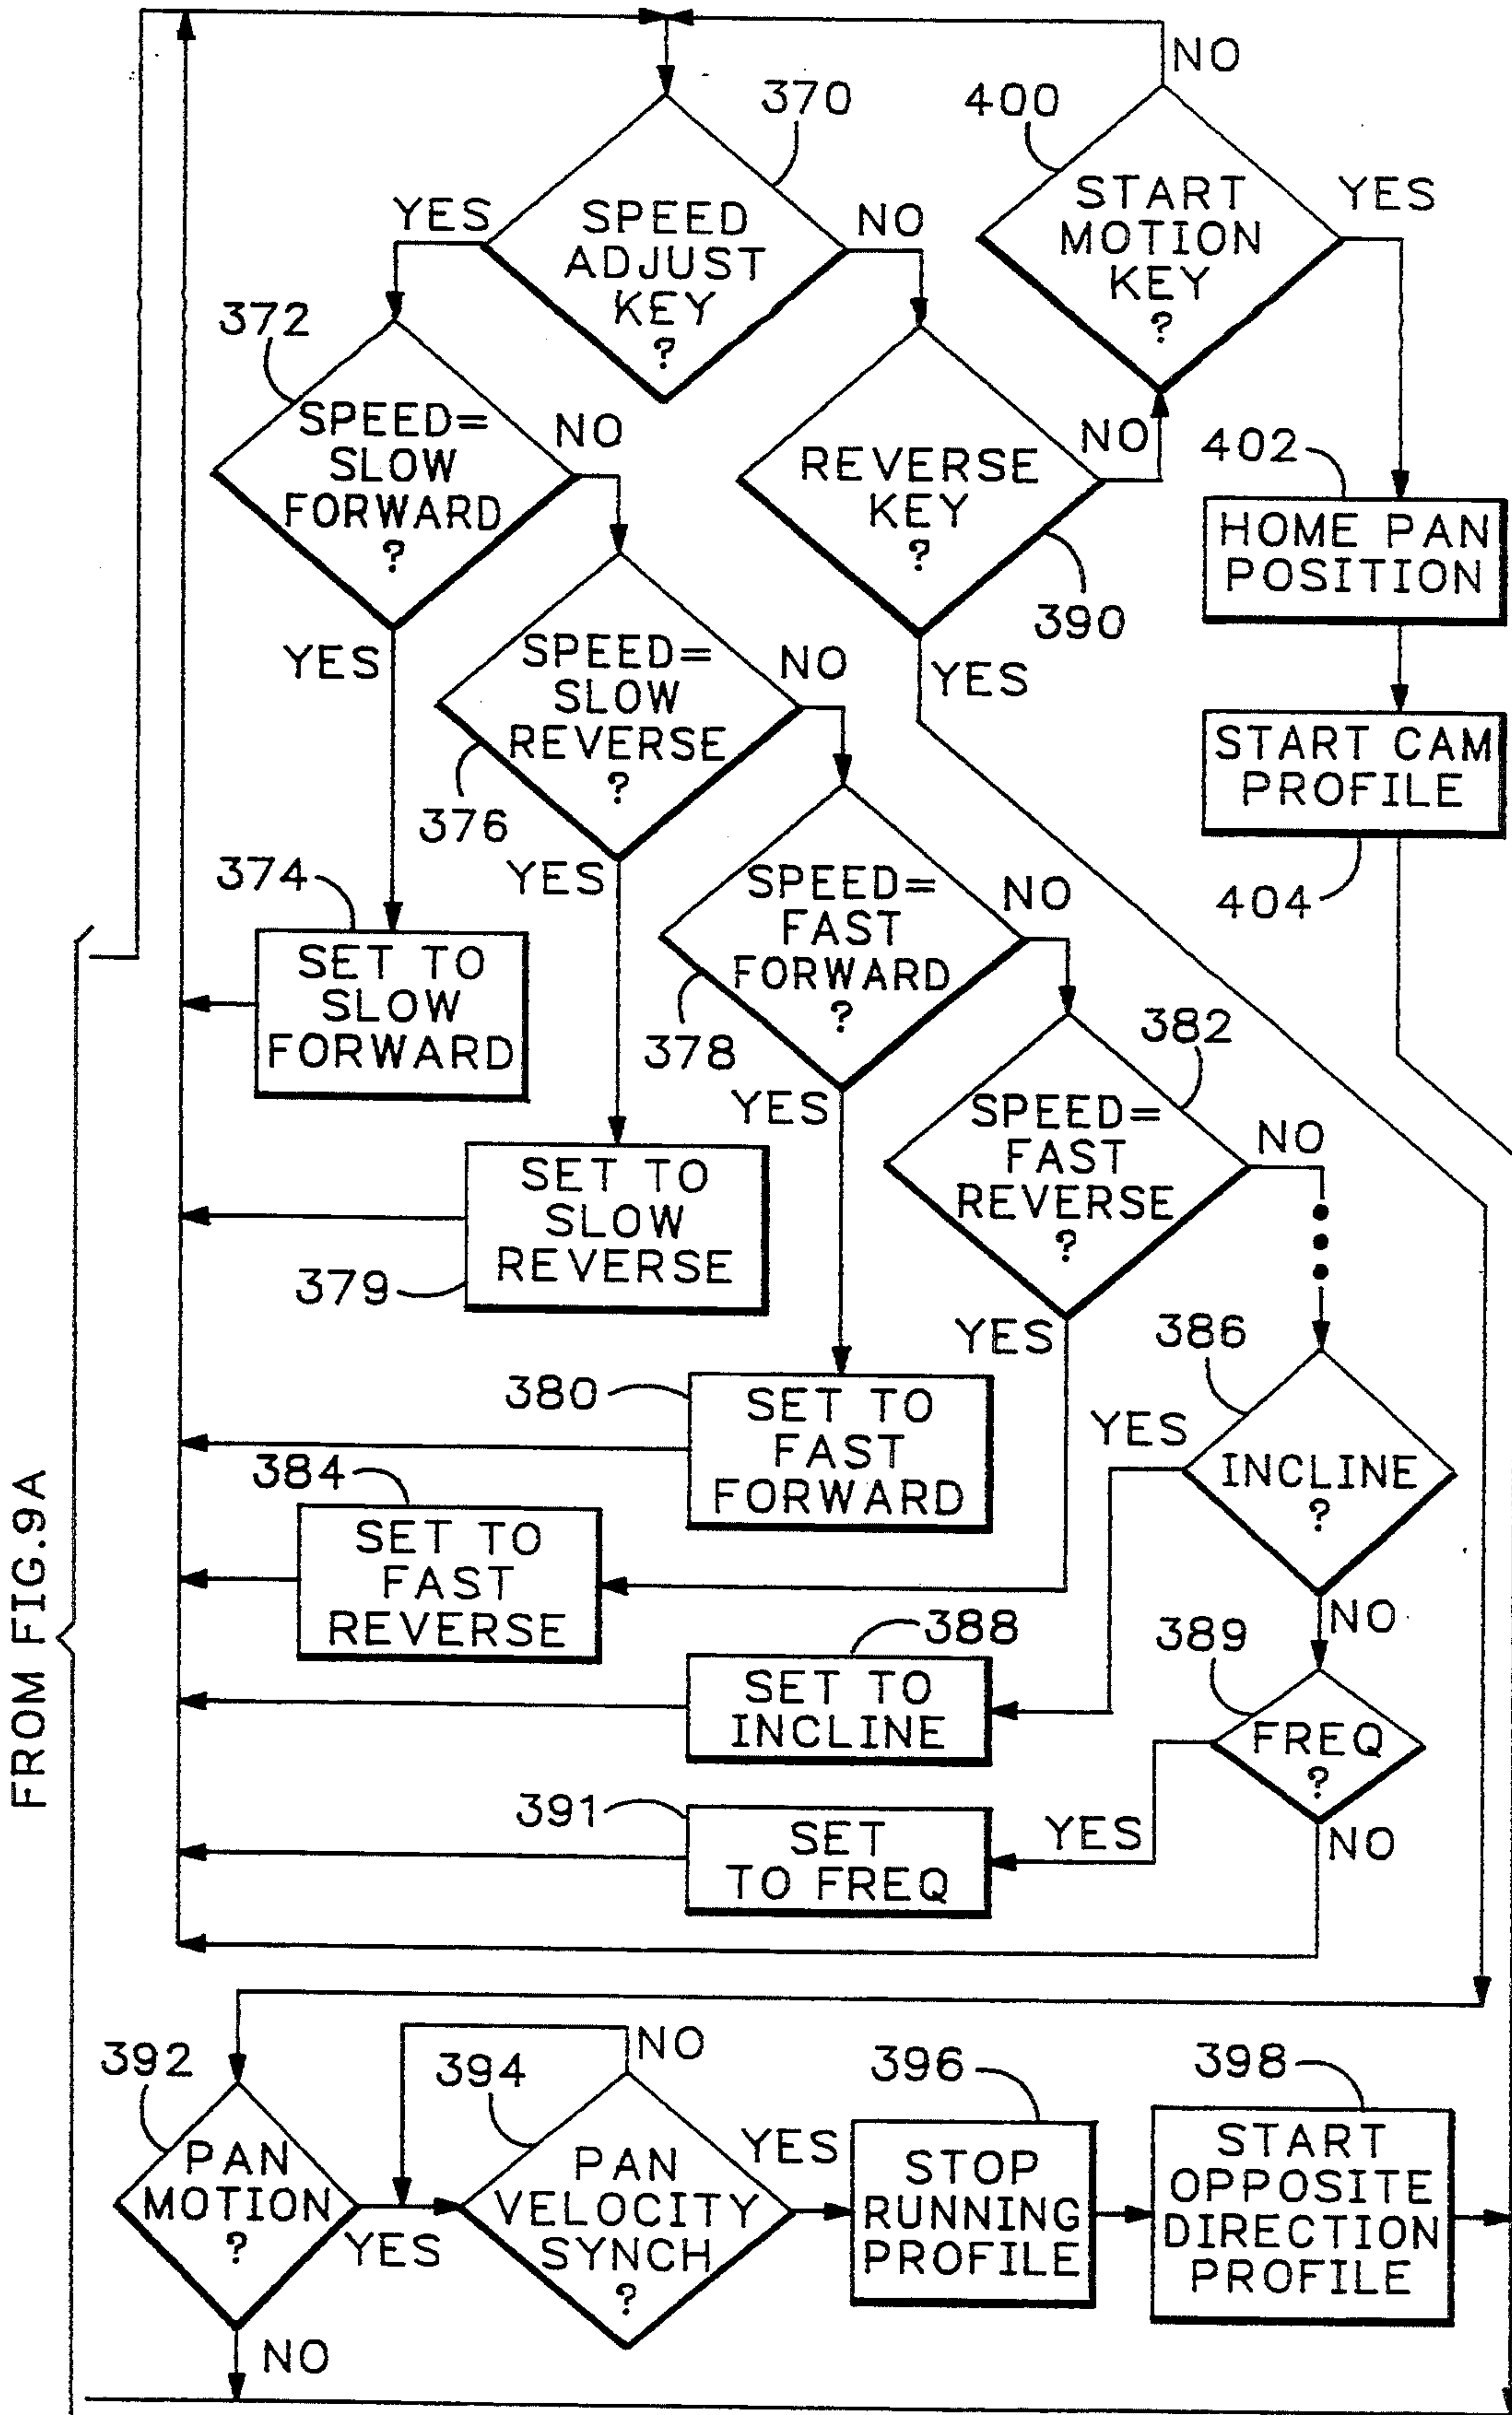 NO
370
400
YES
SPEED
ADJUST
KEY
?
NO
START
MOTION
KEY
?
YES
372
SPEED=
SLOW
FORWARD
?
NO
REVERSE
KEY
?
NO
390
402
HOME PAN
POSITION
YES
SPEED=
SLOW
REVERSE
?
NO
YES
376
START CAM
PROFILE
404
374
SET TO
SLOW
FORWARD
YES
SPEED=
FAST
FORWARD
?
NO
378
382
YES
SPEED=
FAST
REVERSE
?
NO
SET TO
SLOW
REVERSE
379
YES
386
380
SET TO
FAST
FORWARD
YES
INCLINE
?
NO
384
SET TO
FAST
REVERSE
388
SET TO
INCLINE
389
FREQ
?
391
SET
TO FREQ
YES
NO
FROM FIG.9A
392
PAN
MOTION
?
YES
NO
394
NO
PAN
VELOCITY
SYNCH
?
YES
396
STOP
RUNNING
PROFILE
398
START
OPPOSITE
DIRECTION
PROFILE